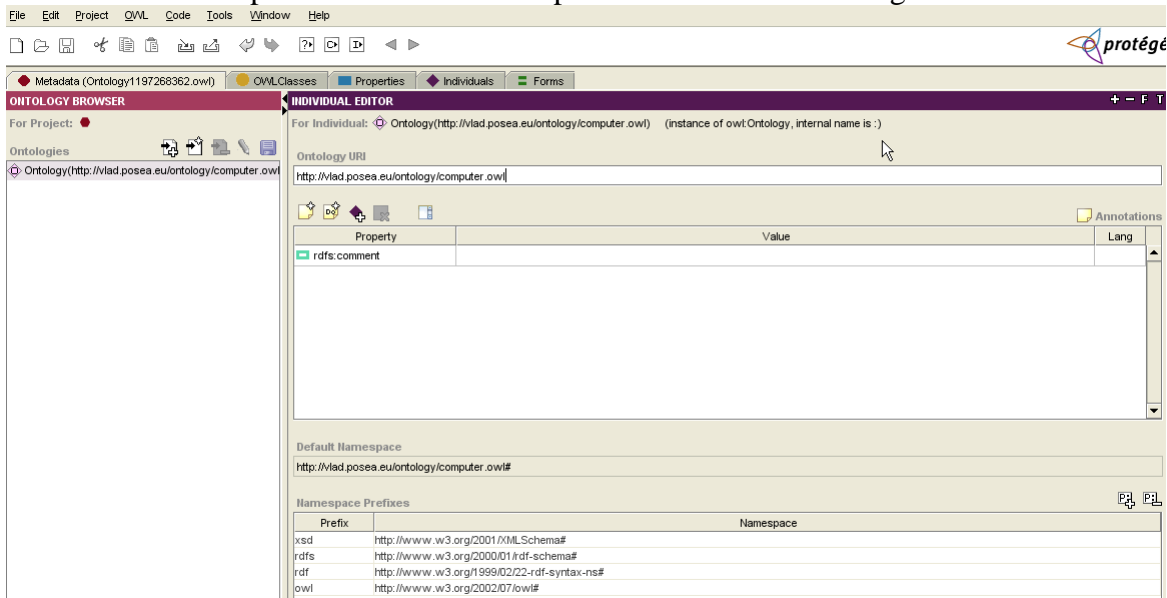 File Edit Project OWL Code Tools Window Help
protégé
Metadata (Ontology1197268362.owl) OWLClasses Properties Individuals Forms
ONTOLOGY BROWSER
For Project:
Ontologies
Ontology(http://vlad.posea.eu/ontology/computer.owl
INDIVIDUAL EDITOR + − F T
For Individual: Ontology(http://vlad.posea.eu/ontology/computer.owl) (instance of owl:Ontology, internal name is :)
Ontology URI
http://vlad.posea.eu/ontology/computer.owl
Annotations
Property Value Lang
rdfs:comment
Default Namespace
http://vlad.posea.eu/ontology/computer.owl#
Namespace Prefixes
Prefix Namespace
xsd http://www.w3.org/2001/XMLSchema#
rdfs http://www.w3.org/2000/01/rdf-schema#
rdf http://www.w3.org/1999/02/22-rdf-syntax-ns#
owl http://www.w3.org/2002/07/owl#